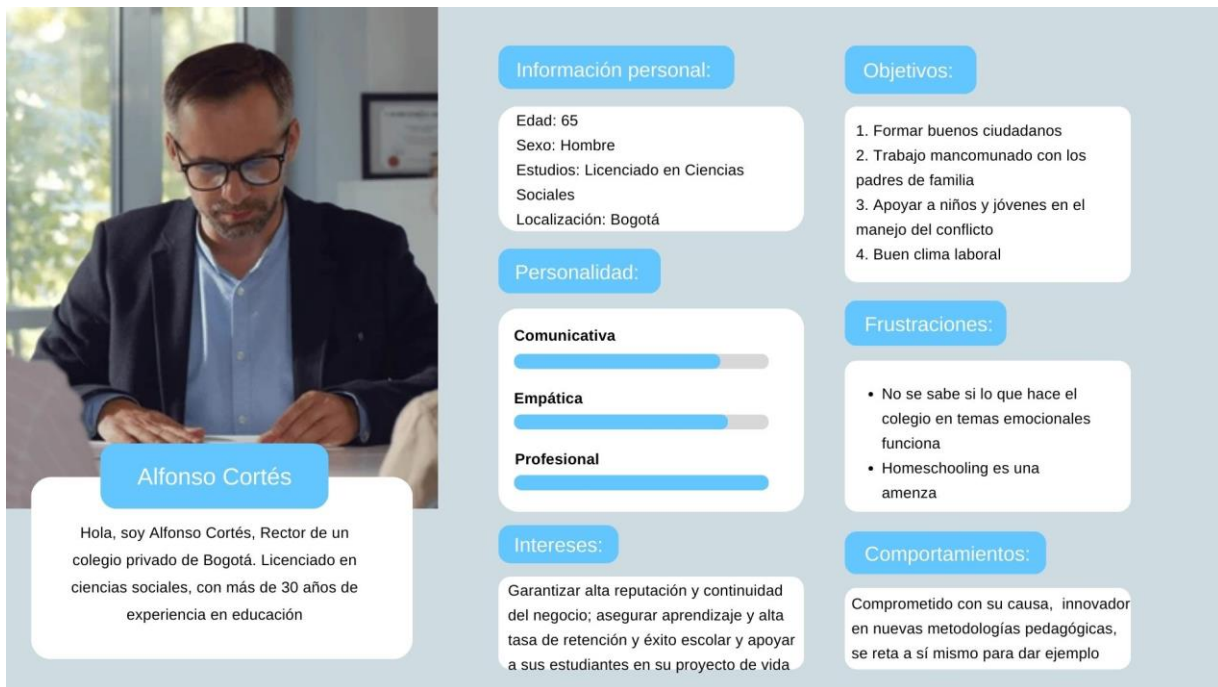 Alfonso Cortés
Hola, soy Alfonso Cortés, Rector de un
colegio privado de Bogotá. Licenciado en
ciencias sociales, con más de 30 años de
experiencia en educación
Información personal:
Edad: 65
Sexo: Hombre
Estudios: Licenciado en Ciencias
Sociales
Localización: Bogotá
Personalidad:
Comunicativa
Empática
Profesional
Intereses:
Garantizar alta reputación y continuidad
del negocio; asegurar aprendizaje y alta
tasa de retención y éxito escolar y apoyar
a sus estudiantes en su proyecto de vida
Objetivos:
1. Formar buenos ciudadanos
2. Trabajo mancomunado con los
padres de familia
3. Apoyar a niños y jóvenes en el
manejo del conflicto
4. Buen clima laboral
Frustraciones:
• No se sabe si lo que hace el
colegio en temas emocionales
funciona
• Homeschooling es una
amenza
Comportamientos:
Comprometido con su causa,  innovador
en nuevas metodologías pedagógicas,
se reta a sí mismo para dar ejemplo